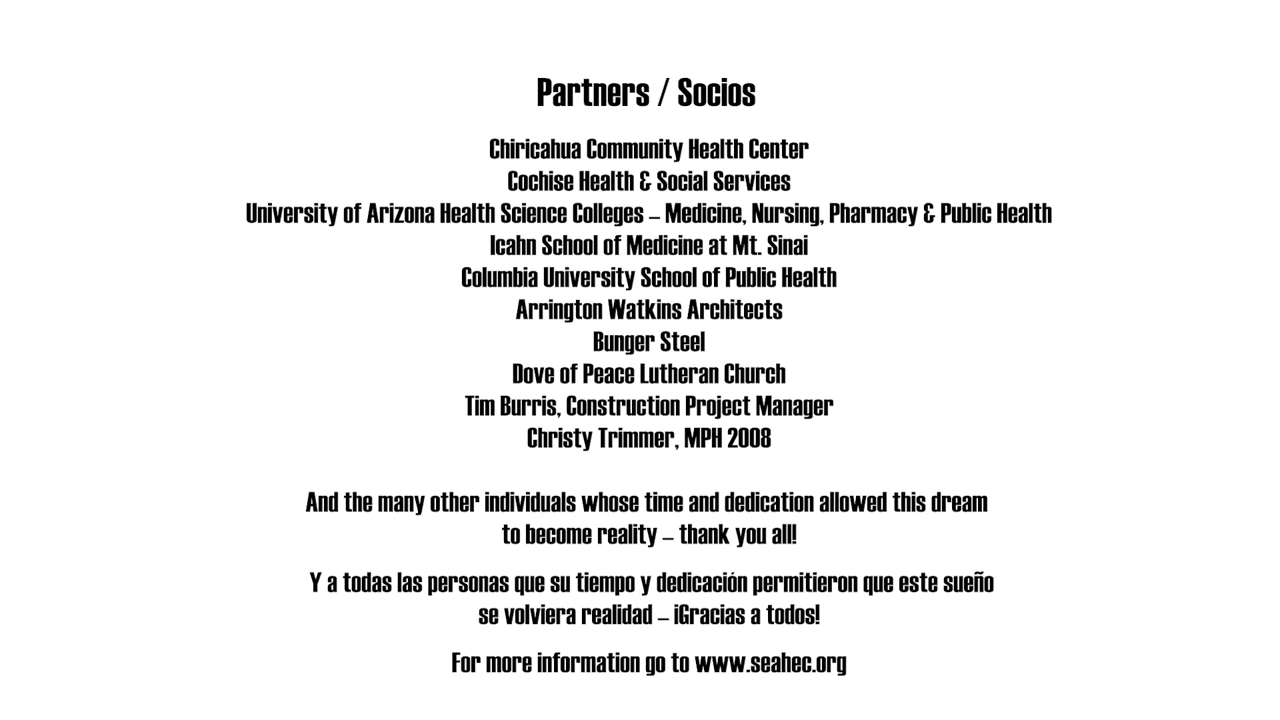 Partners / Socios
Chiricahua Community Health Center
Cochise Health & Social Services
University of Arizona Health Science Colleges – Medicine, Nursing, Pharmacy & Public Health
Icahn School of Medicine at Mt. Sinai
Columbia University School of Public Health
Arrington Watkins Architects
Bunger Steel
Dove of Peace Lutheran Church
Tim Burris, Construction Project Manager
Christy Trimmer, MPH 2008
And the many other individuals whose time and dedication allowed this dream
to become reality – thank you all!
Y a todas las personas que su tiempo y dedicación permitieron que este sueño
se volviera realidad – ¡Gracias a todos!
For more information go to www.seahec.org